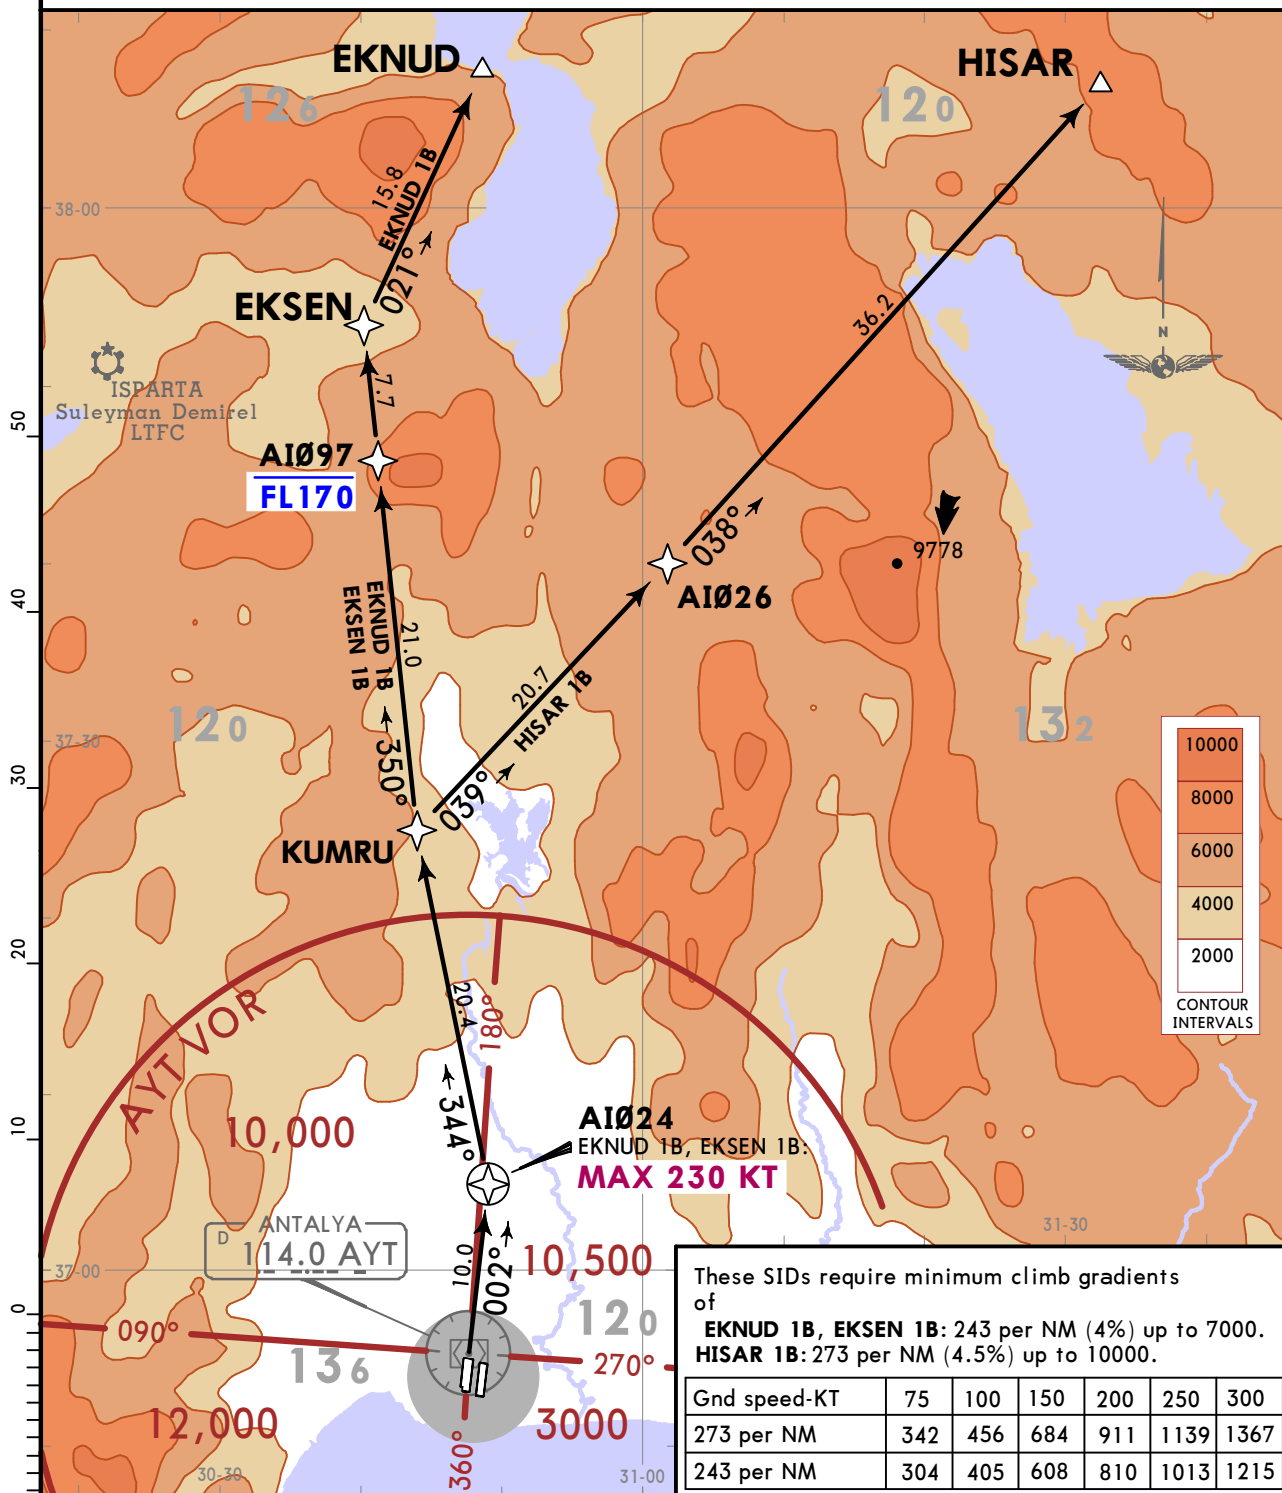 EKNUD
HISAR
126
120
15.8
EKNUD 1B
38-00
021°
EKSEN
36.2
N
ISPARTA
Suleyman Demirel
LTFC
7.7
50
AIØ97
FL170
038°
9778
AIØ26
40
EKNUD 1B
EKSEN 1B
21.0
20.7
HISAR 1B
120
132
37-30
350°
039°
30
KUMRU
10000
8000
6000
4000
2000
CONTOUR
INTERVALS
20
20.4
180°
AYT VOR
10
344°
10,000
AIØ24
EKNUD 1B, EKSEN 1B:
MAX 230 KT
D
ANTALYA
114.0 AYT
31-30
10.0
002°
10,500
37-00
0
120
090°
136
270°
12,000
3000
360°
30-30
31-00
These SIDs require minimum climb gradients
of
EKNUD 1B, EKSEN 1B: 243 per NM (4%) up to 7000.
HISAR 1B: 273 per NM (4.5%) up to 10000.
Gnd speed-KT 75 100 150 200 250 300
273 per NM 342 456 684 911 1139 1367
243 per NM 304 405 608 810 1013 1215